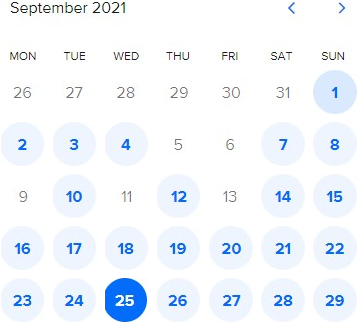 September 2021
MON TUE WED THU FRI SAT SUN
26 27 28 29 30 31 1
2 3 4 5 6 7 8
9 10 11 12 13 14 15
16 17 18 19 20 21 22
23 24 25 26 27 28 29